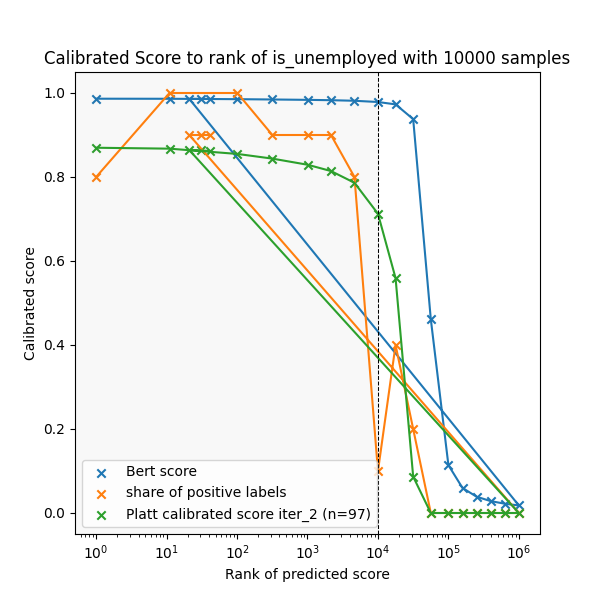 Calibrated Score to rank of is_unemployed with 10000 samples
1.0
0.8
0.6
0.4
0.2
0.0
Calibrated score
Bert score
share of positive labels
Platt calibrated score iter_2 (n=97)
10⁰ 10¹ 10² 10³ 10⁴ 10⁵ 10⁶
Rank of predicted score